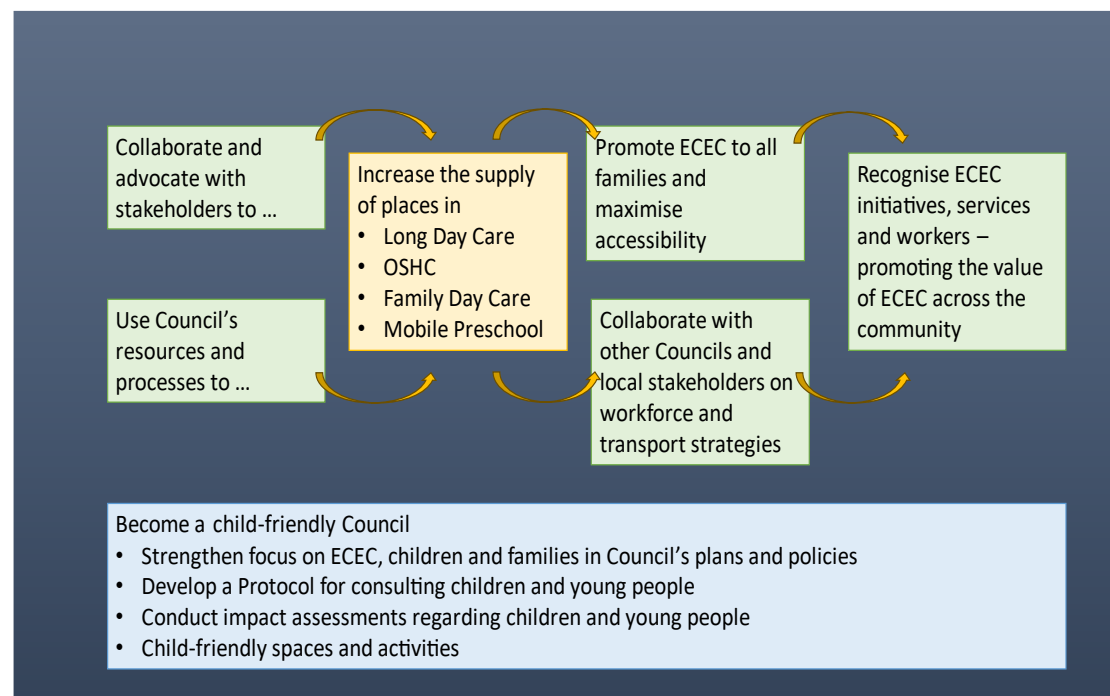 Collaborate and
advocate with
stakeholders to ...
Use Council’s
resources and
processes to ...
Increase the supply
of places in
• Long Day Care
• OSHC
• Family Day Care
• Mobile Preschool
Promote ECEC to all
families and
maximise
accessibility
Collaborate with
other Councils and
local stakeholders on
workforce and
transport strategies
Recognise ECEC
initiatives, services
and workers –
promoting the value
of ECEC across the
community
Become a child-friendly Council
• Strengthen focus on ECEC, children and families in Council’s plans and policies
• Develop a Protocol for consulting children and young people
• Conduct impact assessments regarding children and young people
• Child-friendly spaces and activities